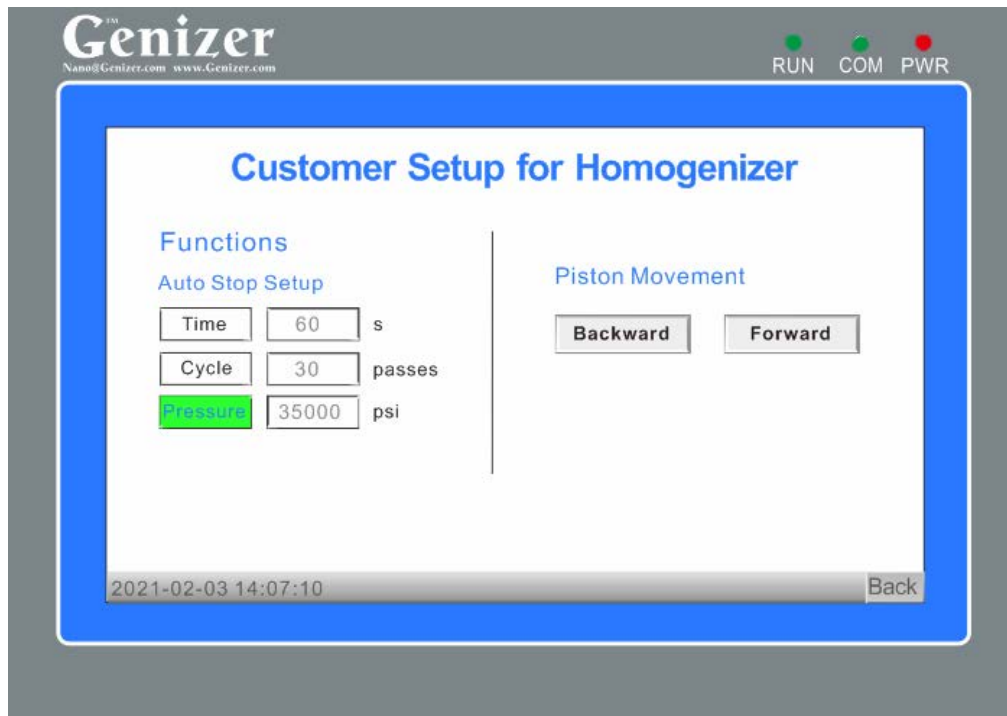 Genizer™
Nano@Genizer.com www.Genizer.com
RUN COM PWR
Customer Setup for Homogenizer
Functions
Auto Stop Setup
Time 60 s
Cycle 30 passes
Pressure 35000 psi
Piston Movement
Backward Forward
2021-02-03 14:07:10 Back